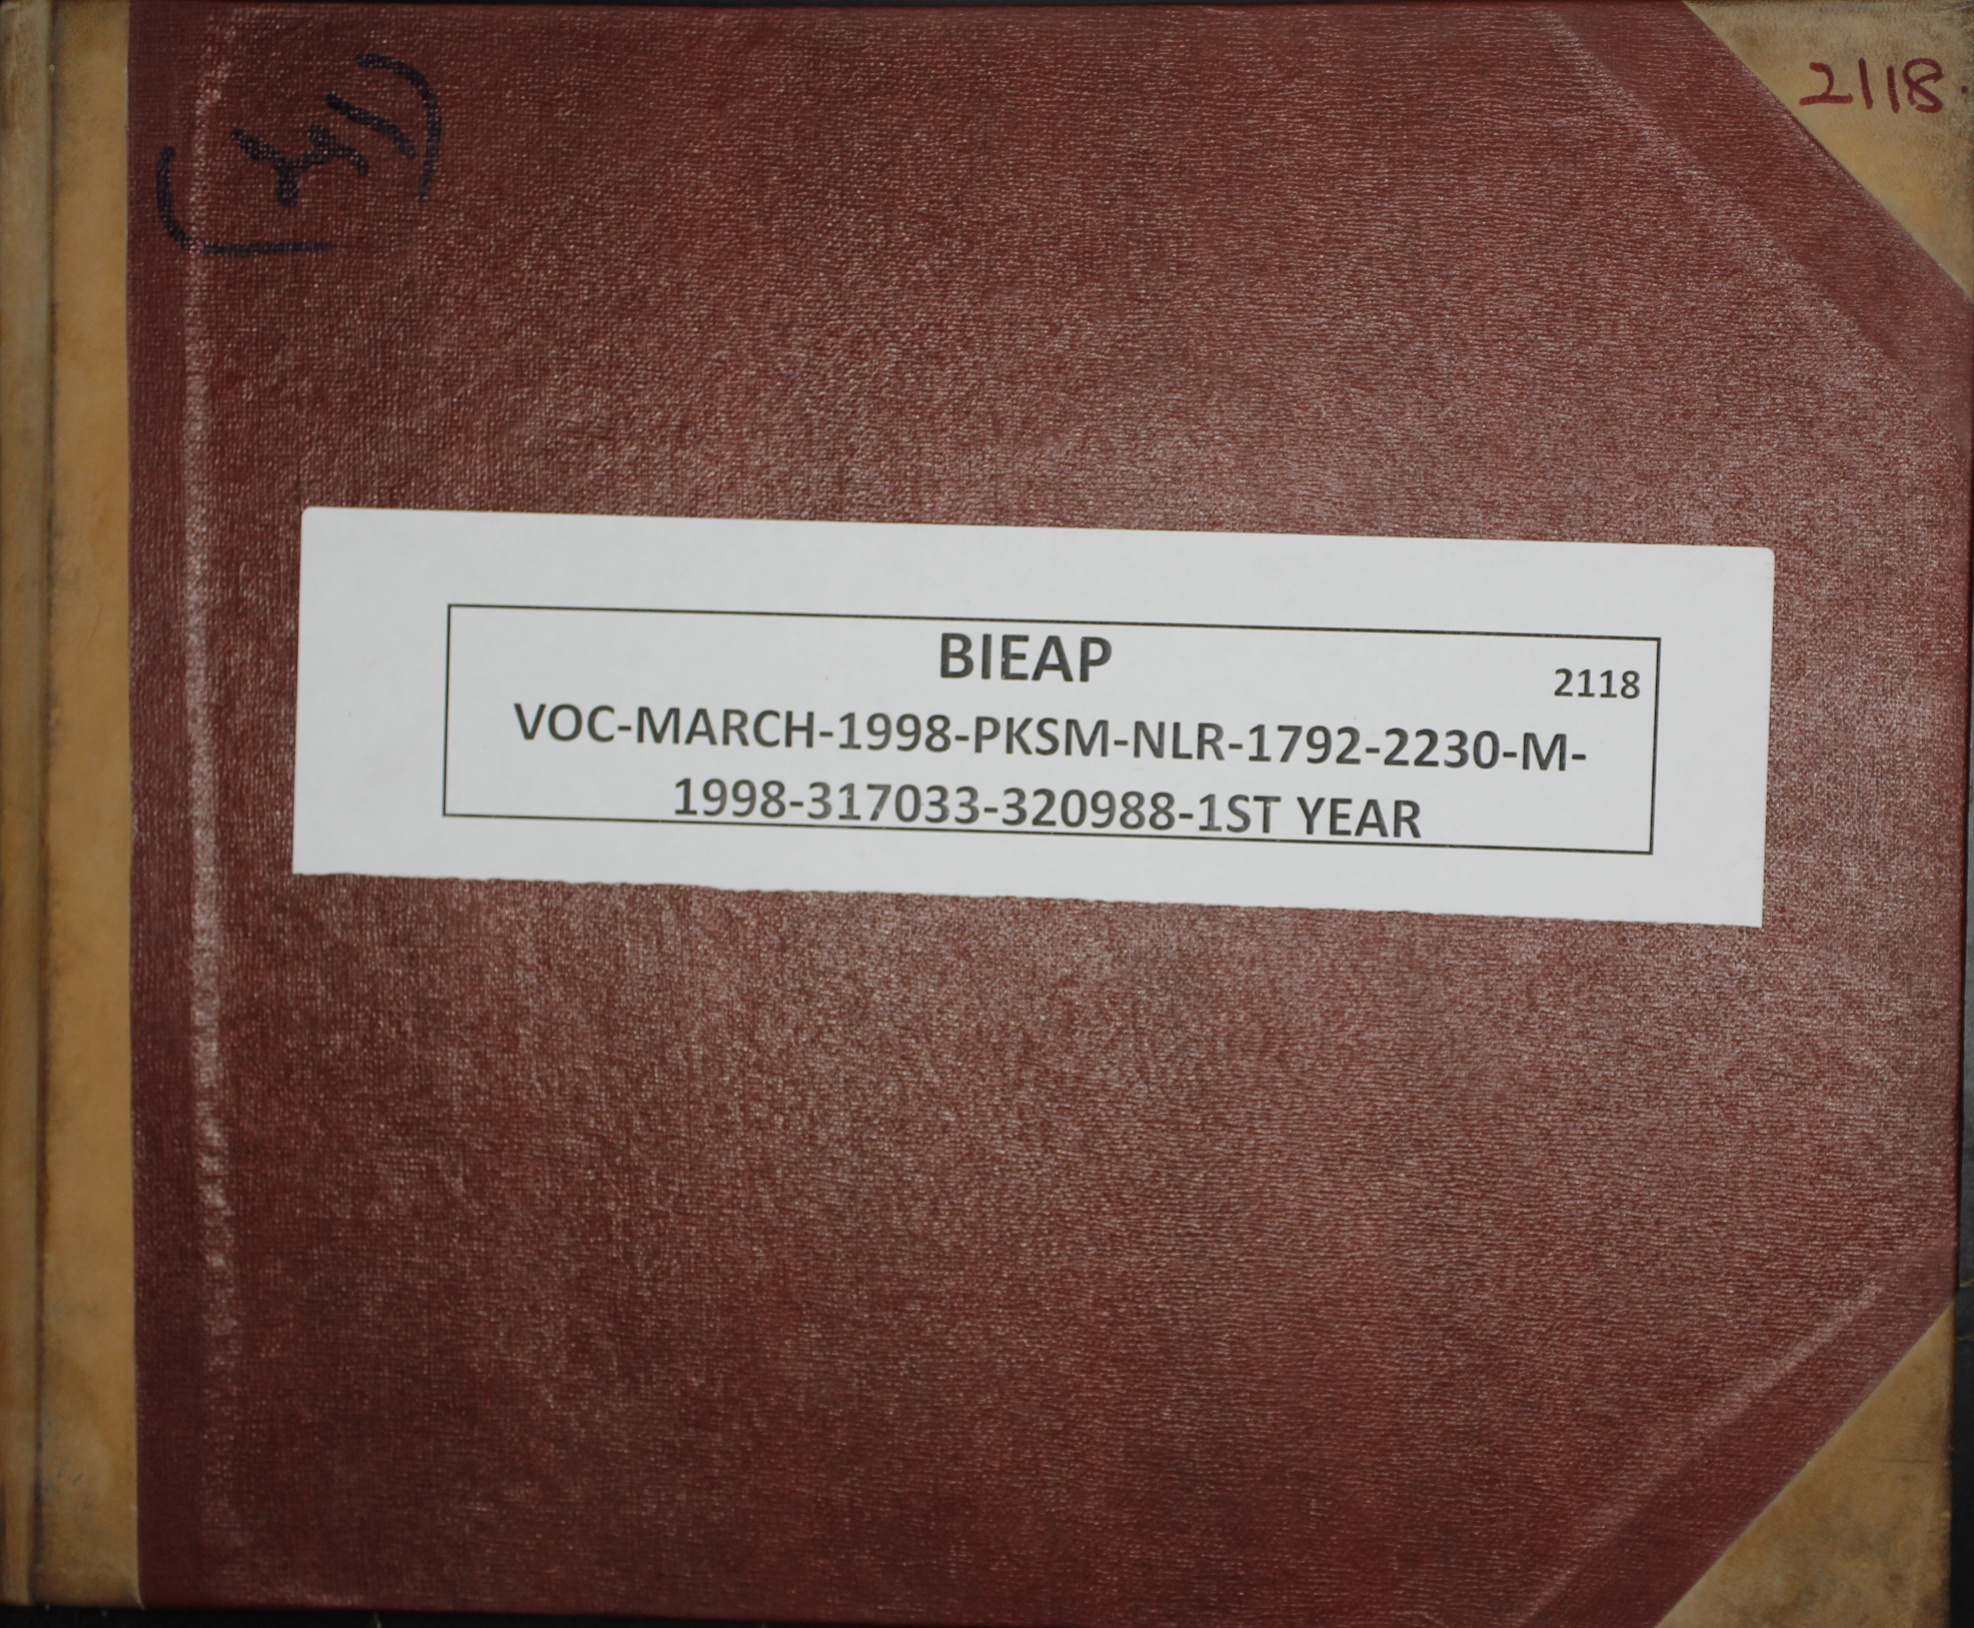 2118.
BIEAP
2118
VOC-MARCH-1998-PKSM-NLR-1792-2230-M-
1998-317033-320988-1ST YEAR